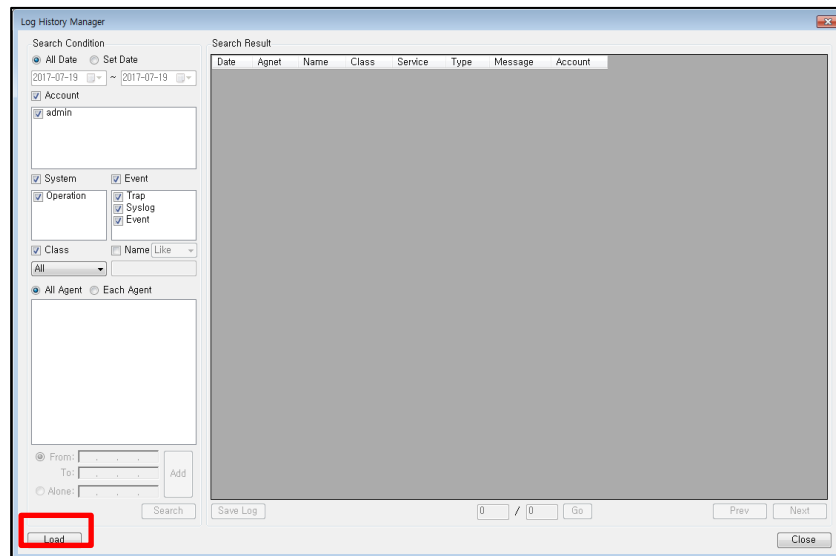 Log History Manager
Search Condition
All Date Set Date
2017-07-19 ~ 2017-07-19
Account
admin
System Event
Operation
Trap
Syslog
Event
Class Name Like
All
All Agent Each Agent
From: . . .
To: . . .
Add
Alone: . . .
Search
Load
Search Result
Date Agnet Name Class Service Type Message Account
Save Log 0 / 0 Go Prev Next
Close